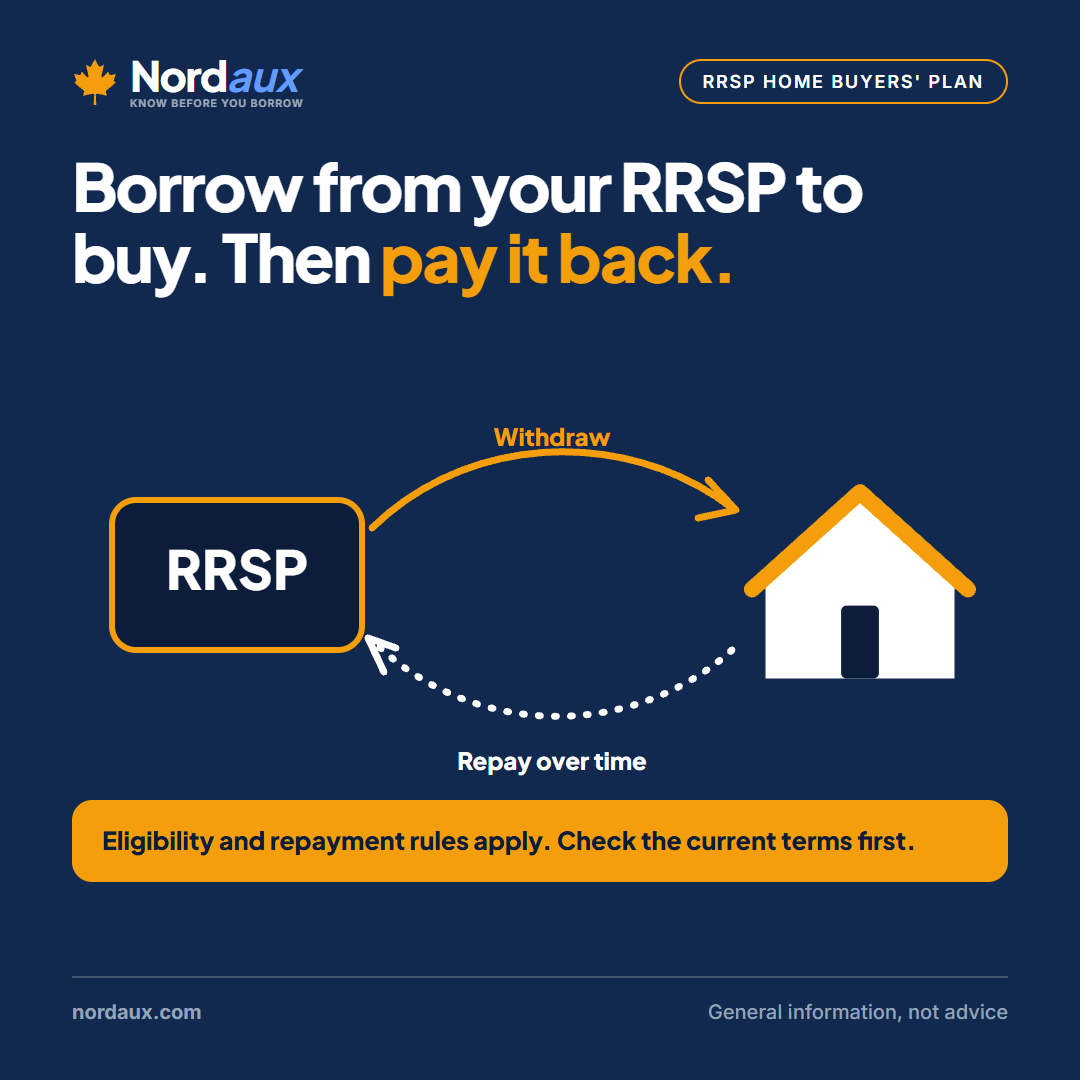 Nordaux
KNOW BEFORE YOU BORROW
RRSP HOME BUYERS' PLAN
Borrow from your RRSP to
buy. Then pay it back.
Withdraw
RRSP
Repay over time
Eligibility and repayment rules apply. Check the current terms first.
nordaux.com
General information, not advice